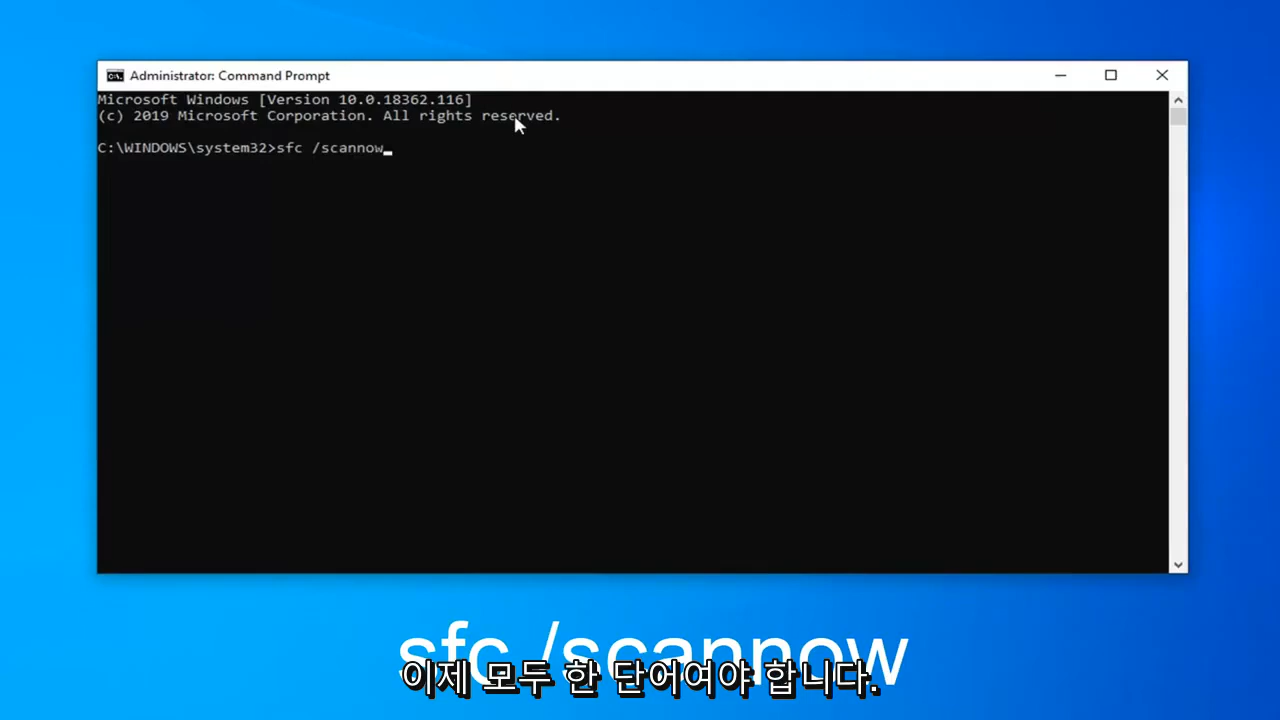 Administrator: Command Prompt
Microsoft Windows [Version 10.0.18362.116]
(c) 2019 Microsoft Corporation. All rights reserved.
C:\WINDOWS\system32>sfc /scannow
sfc /scannow
이제 모두 한 단어여야 합니다.